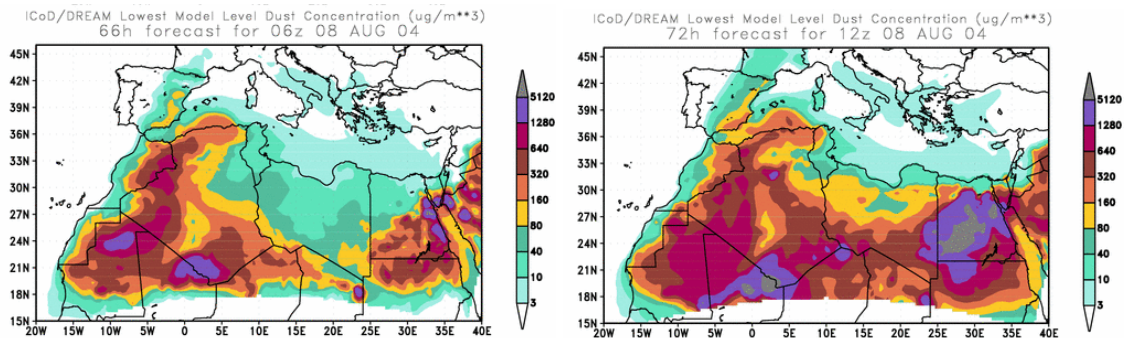 ICoD/DREAM Lowest Model Level Dust Concentration (ug/m**3)
66h forecast for 06z 08 AUG 04
45N
42N
39N
36N
33N
30N
27N
24N
21N
18N
15N
20W 15W 10W 5W 0 5E 10E 15E 20E 25E 30E 35E 40E
5120
1280
640
320
160
80
40
10
3
ICoD/DREAM Lowest Model Level Dust Concentration (ug/m**3)
72h forecast for 12z 08 AUG 04
45N
42N
39N
36N
33N
30N
27N
24N
21N
18N
15N
20W 15W 10W 5W 0 5E 10E 15E 20E 25E 30E 35E 40E
5120
1280
640
320
160
80
40
10
3